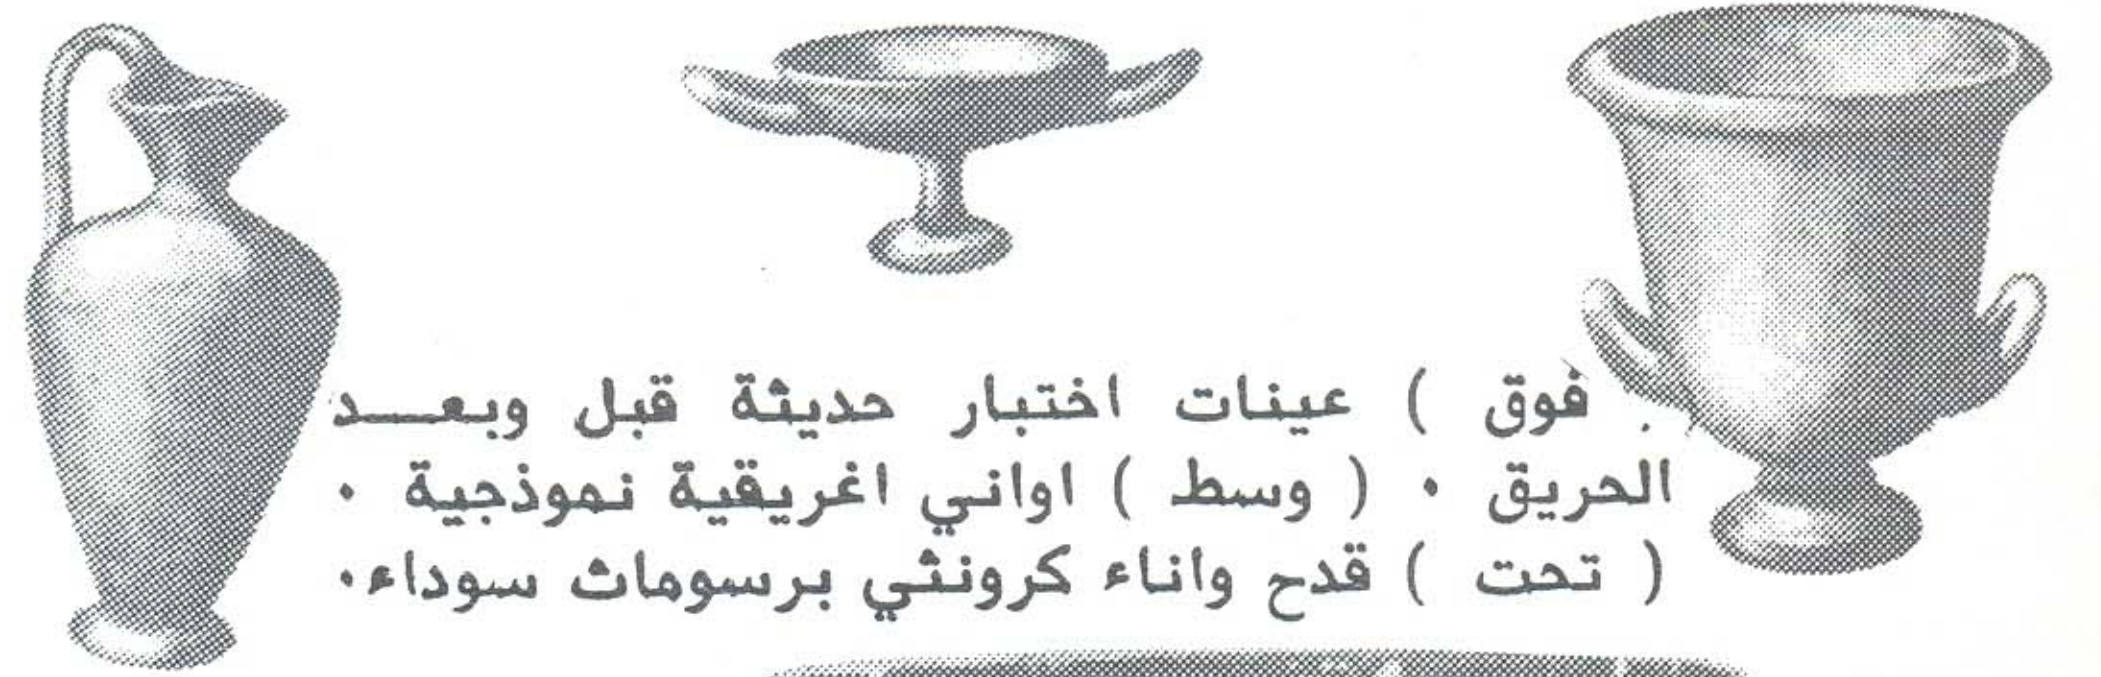 فوق ) عينات اختبار حديثة قبل وبعد
الحريق . ( وسط ) اواني اغريقية نموذجية .
( تحت ) قدح واناء كرونثي برسومات سوداء .